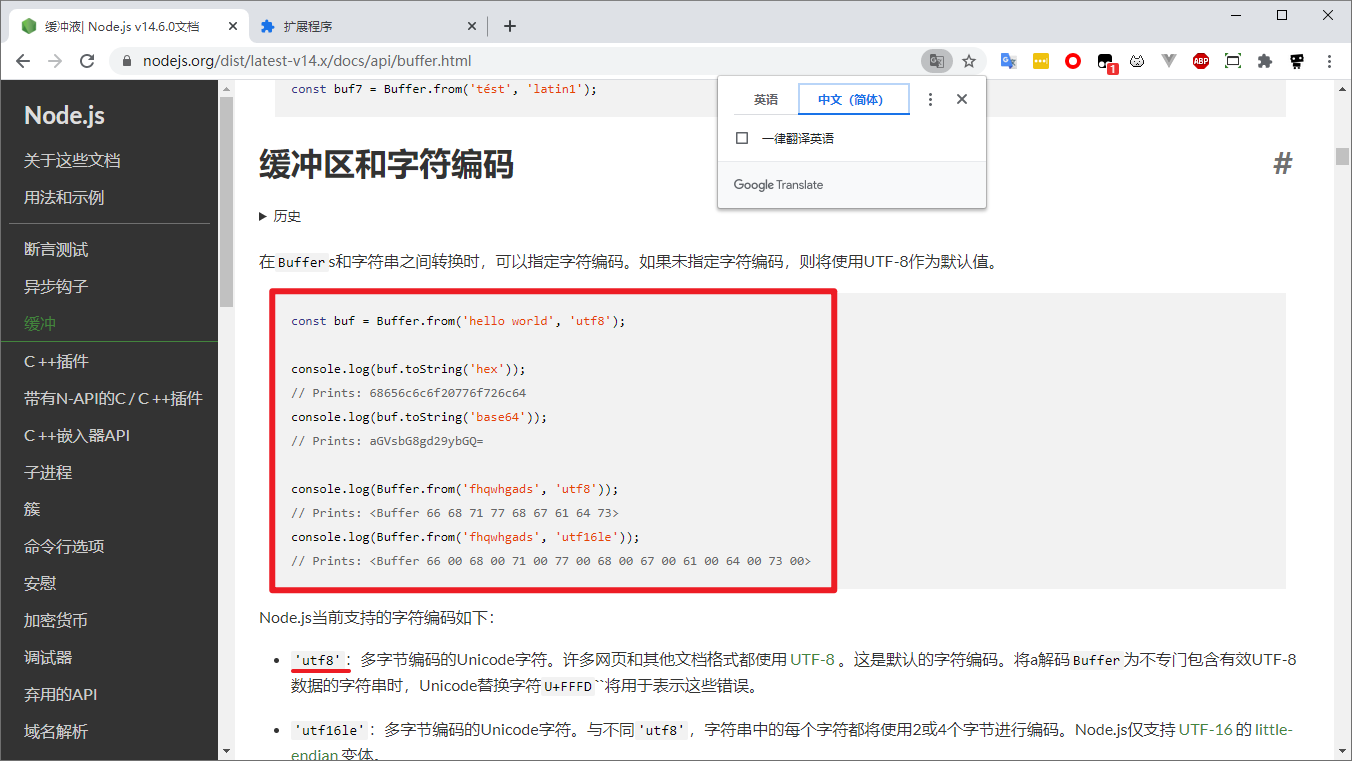 缓冲液| Node.js v14.6.0文档
扩展程序
nodejs.org/dist/latest-v14.x/docs/api/buffer.html
ABP
1
英语
中文（简体）
一律翻译英语
Google Translate
Node.js
关于这些文档
用法和示例
断言测试
异步钩子
缓冲
C ++插件
带有N-API的C / C ++插件
C ++嵌入器API
子进程
簇
命令行选项
安慰
加密货币
调试器
弃用的API
域名解析
const buf7 = Buffer.from('tést', 'latin1');
缓冲区和字符编码
#
历史
在Buffers和字符串之间转换时，可以指定字符编码。如果未指定字符编码，则将使用UTF-8作为默认值。
const buf = Buffer.from('hello world', 'utf8');
console.log(buf.toString('hex'));
// Prints: 68656c6c6f20776f726c64
console.log(buf.toString('base64'));
// Prints: aGVsbG8gd29ybGQ=
console.log(Buffer.from('fhqwhgads', 'utf8'));
// Prints: <Buffer 66 68 71 77 68 67 61 64 73>
console.log(Buffer.from('fhqwhgads', 'utf16le'));
// Prints: <Buffer 66 00 68 00 71 00 77 00 68 00 67 00 61 00 64 00 73 00>
Node.js当前支持的字符编码如下：
'utf8'：多字节编码的Unicode字符。许多网页和其他文档格式都使用 UTF-8 。这是默认的字符编码。将a解码Buffer为不专门包含有效UTF-8
数据的字符串时，Unicode替换字符U+FFFD``将用于表示这些错误。
'utf16le'：多字节编码的Unicode字符。与不同'utf8'，字符串中的每个字符都将使用2或4个字节进行编码。Node.js仅支持 UTF-16 的 little-
endian 变体。